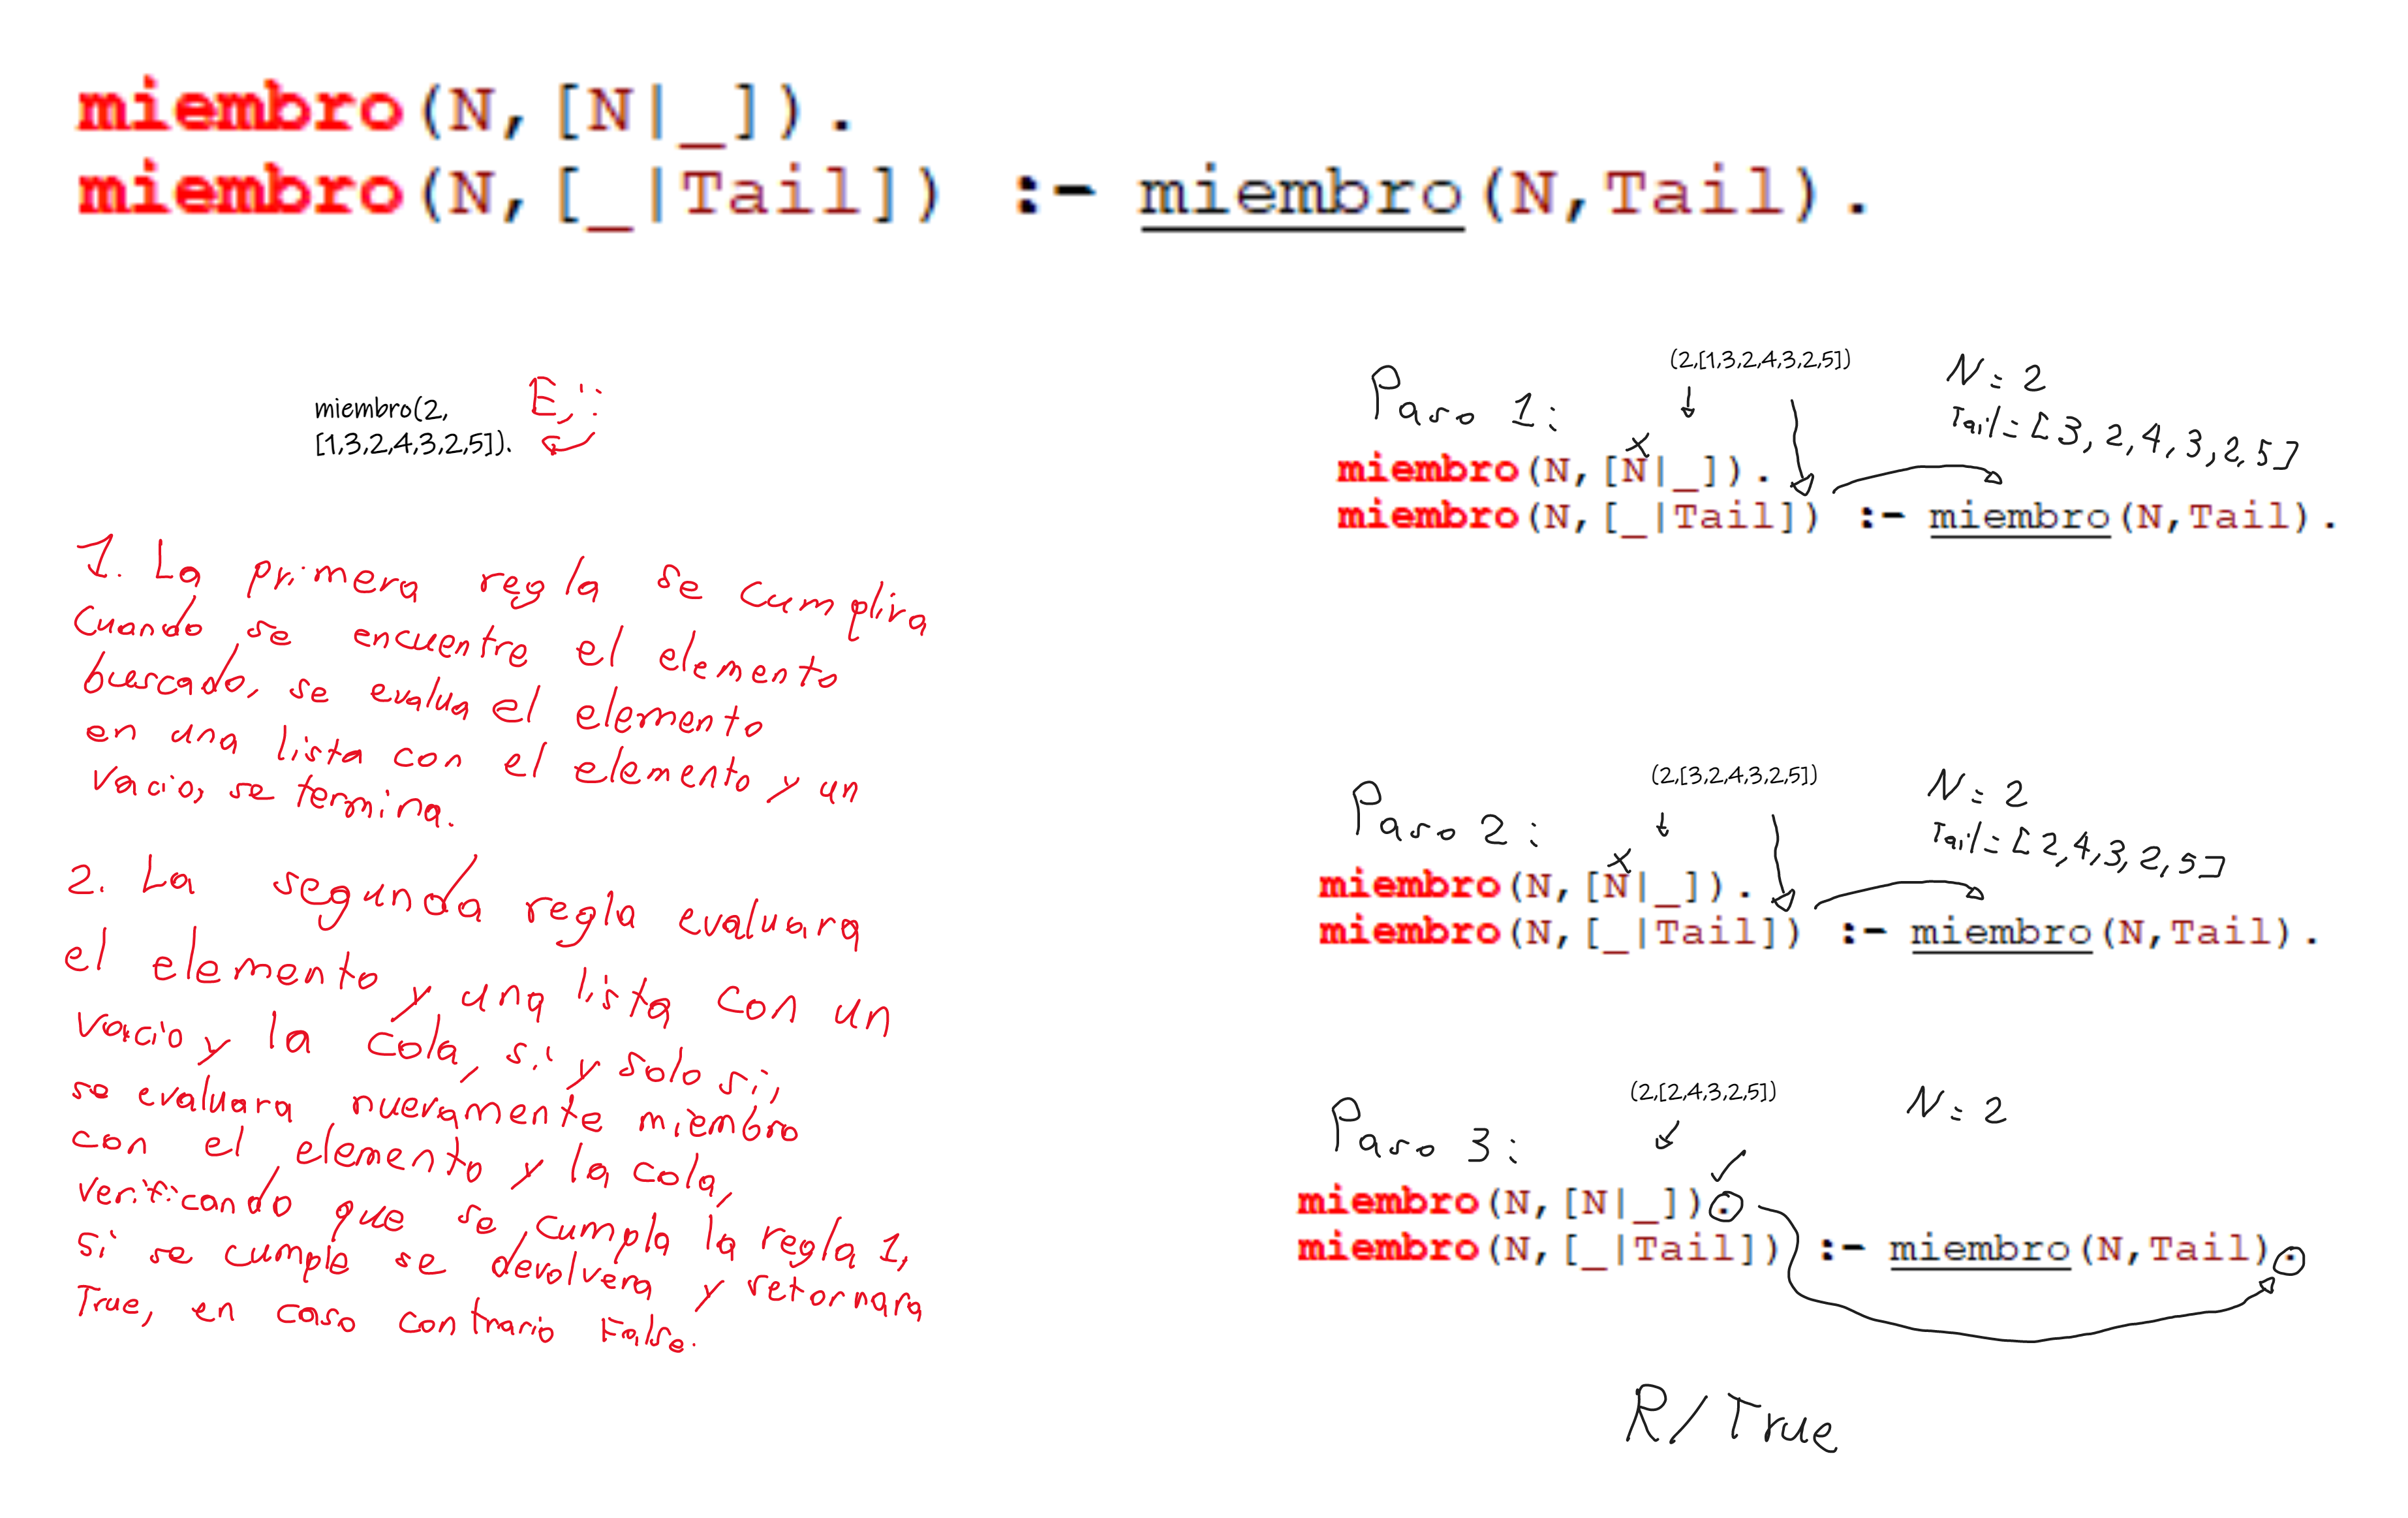 miembro(N,[N|_]).
miembro(N,[_|Tail]) :- miembro(N,Tail).
miembro(2,
[1,3,2,4,3,2,5]).
Ej:
1. La primera regla se cumplira
cuando se encuentre el elemento
buscado, se evalua el elemento
en una lista con el elemento y un
vacio, se termina.
2. La segunda regla evaluara
el elemento y una lista con un
vacio y la cola, si y solo si,
se evaluara nuevamente miembro
con el elemento y la cola,
verificando que se cumpla la regla 1,
si se cumple se devolvera y retornara
True, en caso contrario False.
Paso 1:
(2,[1,3,2,4,3,2,5])
N = 2
Tail = [3,2,4,3,2,5]
x
miembro(N,[N|_]).
miembro(N,[_|Tail]) :- miembro(N,Tail).
Paso 2:
(2,[3,2,4,3,2,5])
N = 2
Tail = [2,4,3,2,5]
x
miembro(N,[N|_]).
miembro(N,[_|Tail]) :- miembro(N,Tail).
Paso 3:
(2,[2,4,3,2,5])
N = 2
miembro(N,[N|_]).
miembro(N,[_|Tail]) :- miembro(N,Tail).
R/True